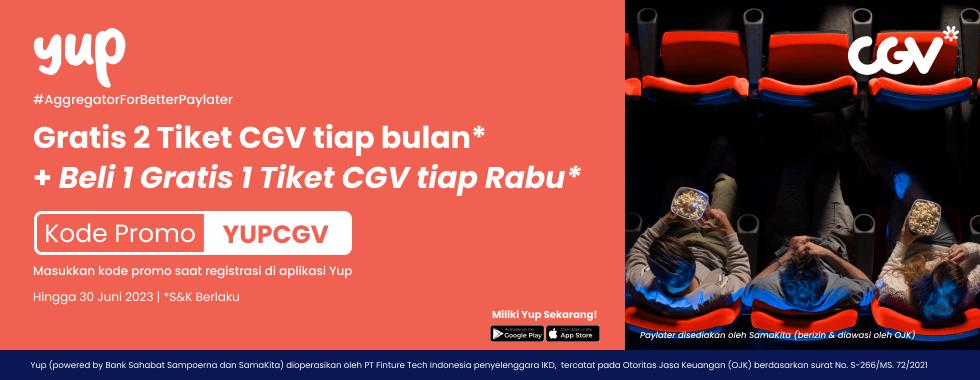 yup
CGV*
#AggregatorForBetterPaylater
Gratis 2 Tiket CGV tiap bulan*
+ Beli 1 Gratis 1 Tiket CGV tiap Rabu*
Kode Promo YUPCGV
Masukkan kode promo saat registrasi di aplikasi Yup
Hingga 30 Juni 2023 | *S&K Berlaku
Miliki Yup Sekarang!
Google Play
App Store
Paylater disediakan oleh SamaKita (berizin & diawasi oleh OJK)
Yup (powered by Bank Sahabat Sampoerna dan SamaKita) dioperasikan oleh PT Finture Tech Indonesia penyelenggara IKD, tercatat pada Otoritas Jasa Keuangan (OJK) berdasarkan surat No. S-266/MS. 72/2021